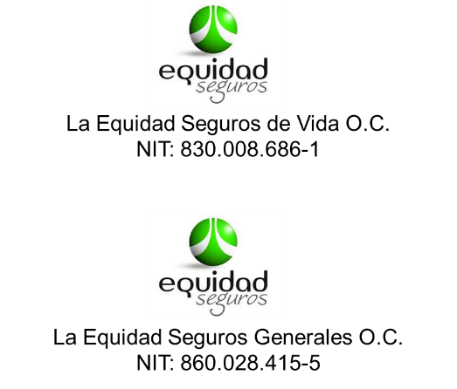 equidad
seguros
La Equidad Seguros de Vida O.C.
NIT: 830.008.686-1
equidad
seguros
La Equidad Seguros Generales O.C.
NIT: 860.028.415-5